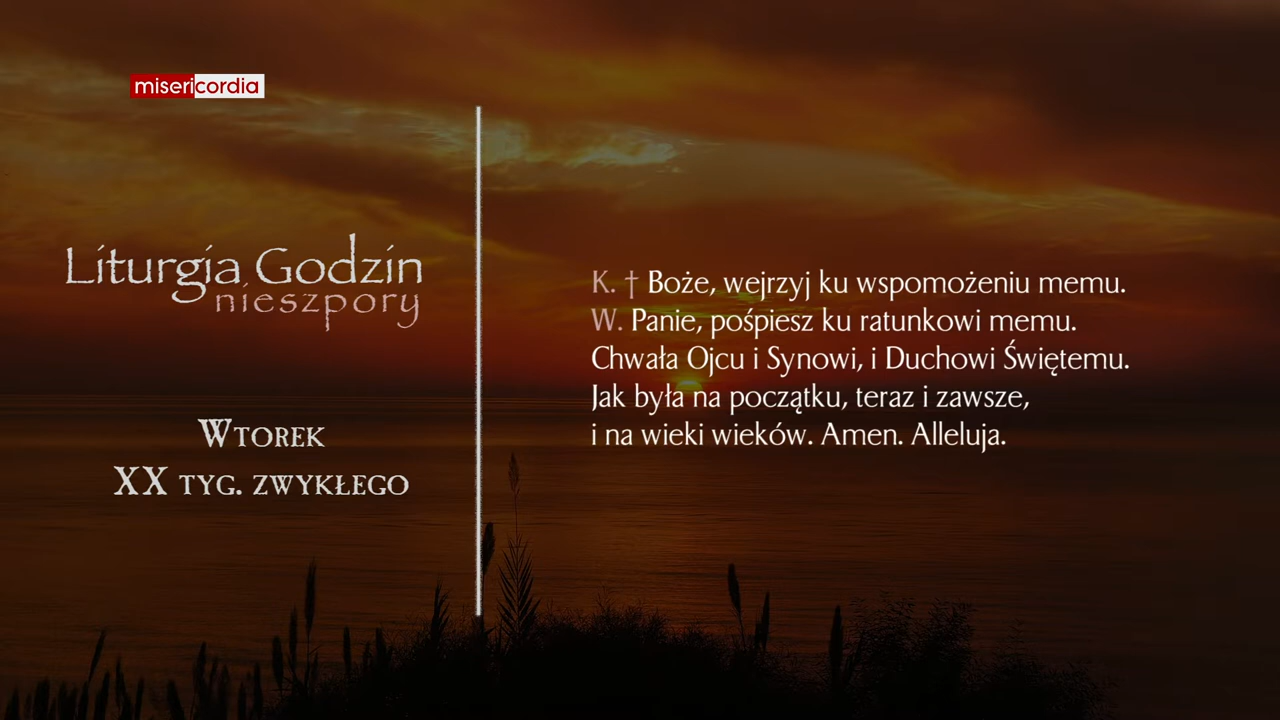 misericordia
Liturgia Godzin
nieszpory
Wtorek
XX tyg. zwykłego
K. † Boże, wejrzyj ku wspomożeniu memu.
W. Panie, pośpiesz ku ratunkowi memu.
Chwała Ojcu i Synowi, i Duchowi Świętemu.
Jak była na początku, teraz i zawsze,
i na wieki wieków. Amen. Alleluja.